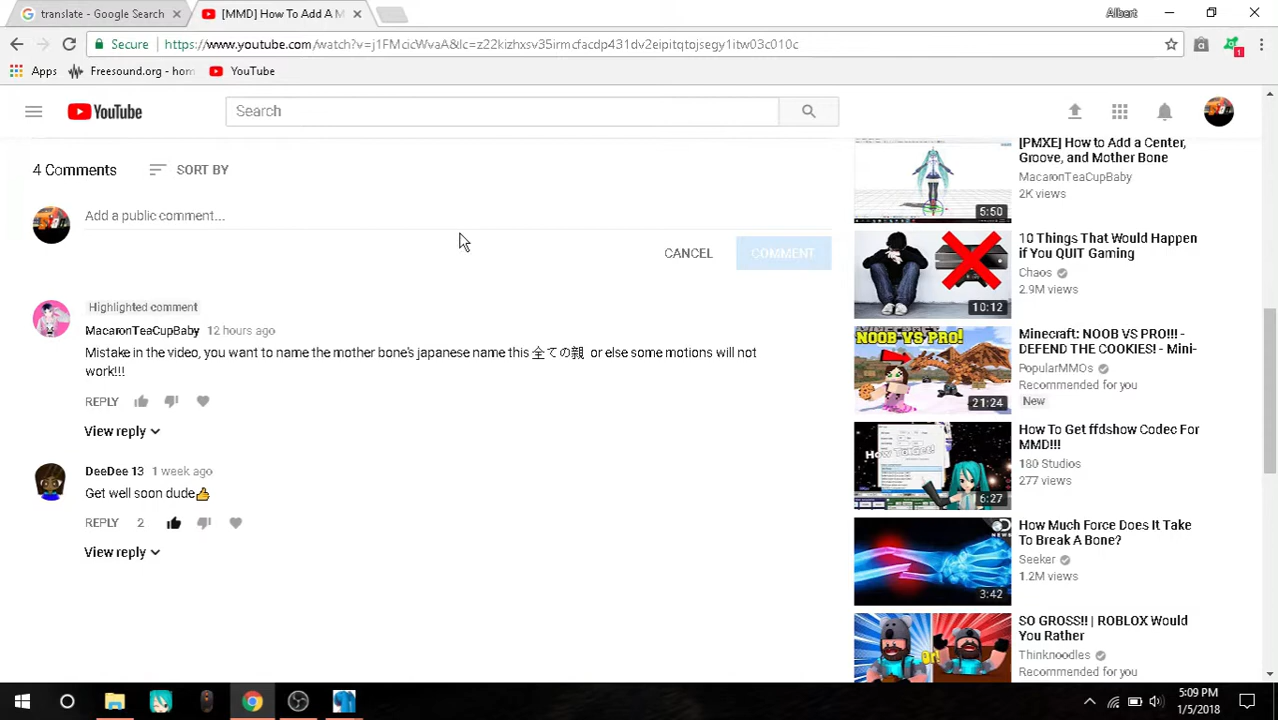 translate - Google Search
[MMD] How To Add A M
Albert
Secure
https://www.youtube.com/watch?v=j1FMcicWvaA&lc=z22kizhxsv35irmcfacdp431dv2eipitqtojsegy1itw03c010c
Apps
Freesound.org - hom
YouTube
YouTube
Search
4 Comments
SORT BY
Add a public comment...
CANCEL
COMMENT
Highlighted comment
MacaronTeaCupBaby 12 hours ago
Mistake in the video, you want to name the mother bone's japanese name this 全ての親 or else some motions will not
work!!!
REPLY
View reply
DeeDee 13 1 week ago
Get well soon dude
REPLY 2
View reply
[PMXE] How to Add a Center,
Groove, and Mother Bone
MacaronTeaCupBaby
2K views
5:50
10 Things That Would Happen
if You QUIT Gaming
Chaos
2.9M views
10:12
Minecraft: NOOB VS PRO!!! -
DEFEND THE COOKIES! - Mini-
PopularMMOs
Recommended for you
New
NOOB VS PRO!
21:24
How To Get ffdshow Codec For
MMD!!!
180 Studios
277 views
6:27
How Much Force Does It Take
To Break A Bone?
Seeker
1.2M views
NEWS
3:42
SO GROSS!! | ROBLOX Would
You Rather
Thinknoodles
Recommended for you
Or!
5:09 PM
1/5/2018